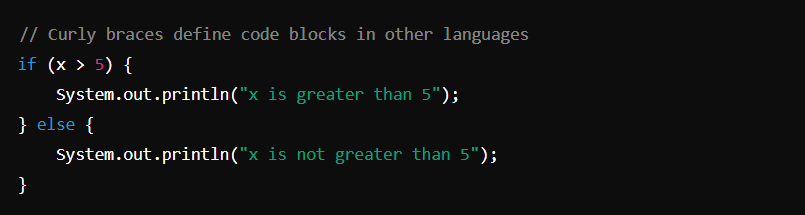 // Curly braces define code blocks in other languages
if (x > 5) {
    System.out.println("x is greater than 5");
} else {
    System.out.println("x is not greater than 5");
}